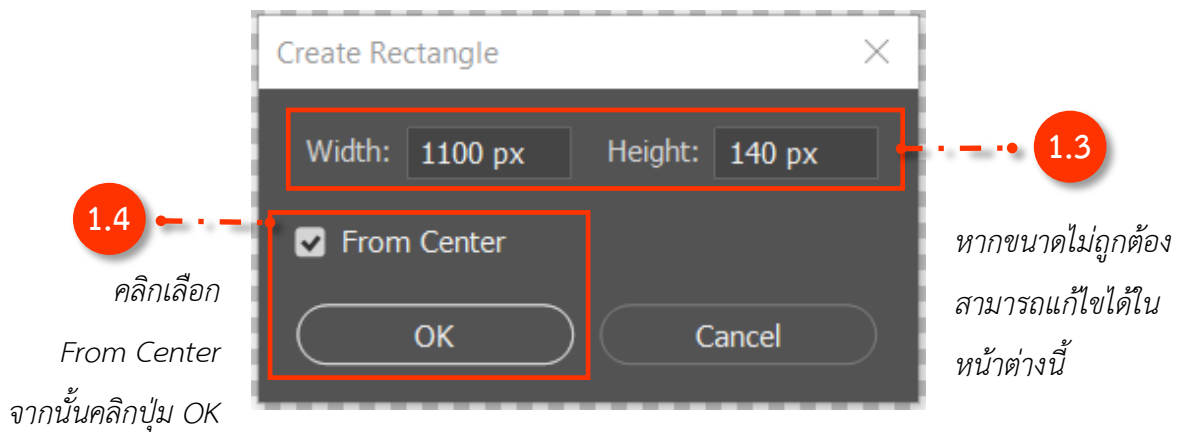 Create Rectangle
Width: 1100 px Height: 140 px
1.3
หากขนาดไม่ถูกต้อง
สามารถแก้ไขได้ใน
หน้าต่างนี้
1.4
คลิกเลือก
From Center
จากนั้นคลิกปุ่ม OK
From Center
OK Cancel